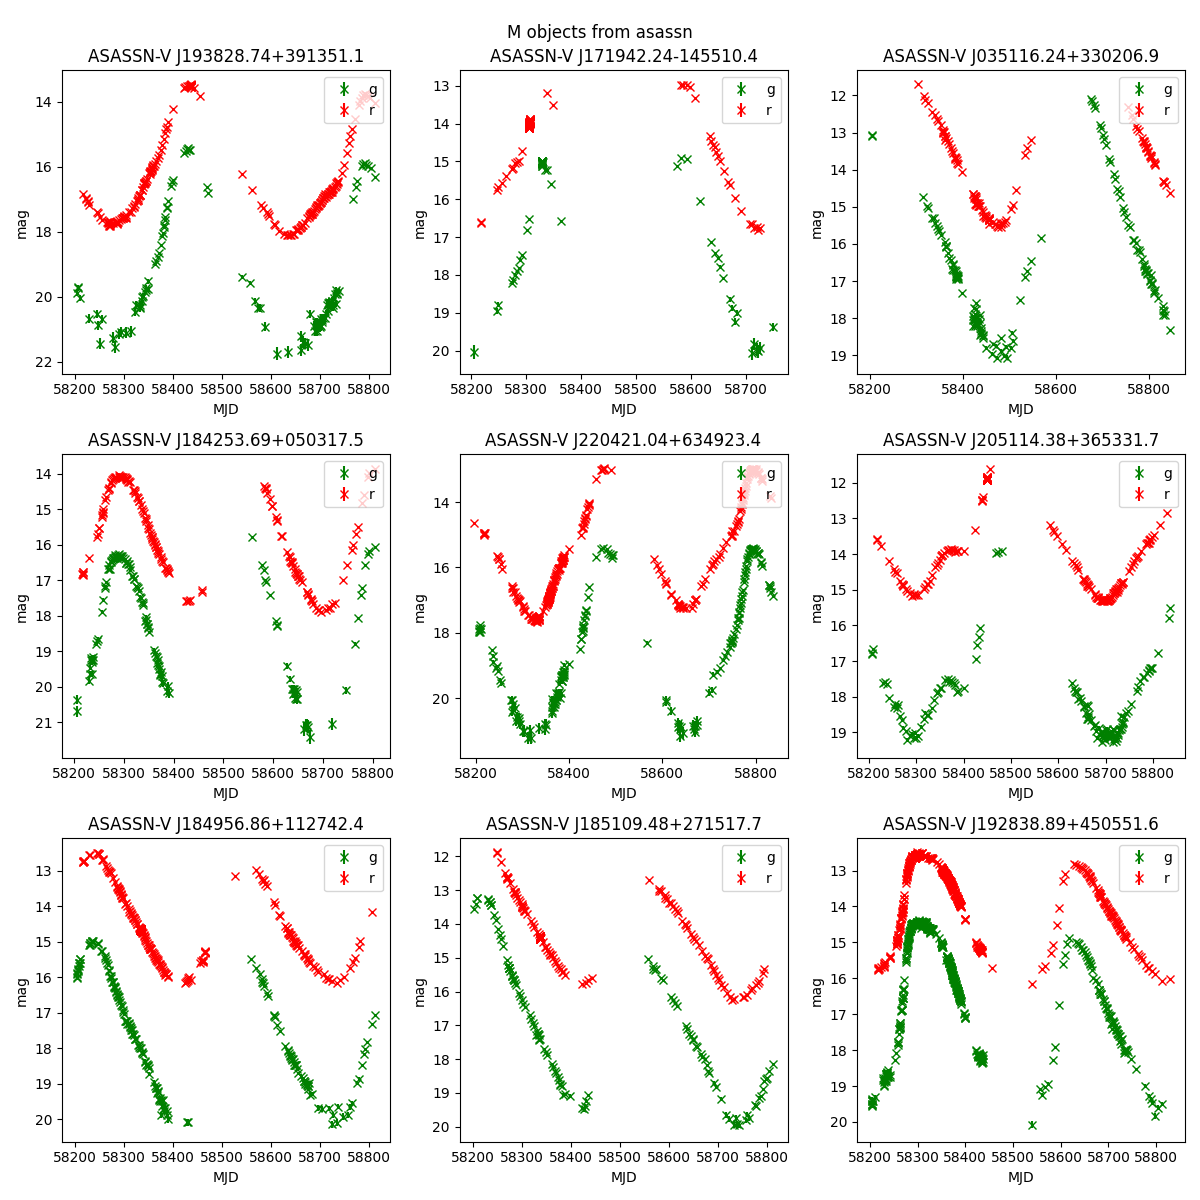 M objects from asassn
ASASSN-V J193828.74+391351.1
ASASSN-V J171942.24-145510.4
ASASSN-V J035116.24+330206.9
mag
14
16
18
20
22
g
r
58200 58300 58400 58500 58600 58700 58800
MJD
mag
13
14
15
16
17
18
19
20
g
r
58200 58300 58400 58500 58600 58700
MJD
mag
12
13
14
15
16
17
18
19
g
r
58200 58400 58600 58800
MJD
ASASSN-V J184253.69+050317.5
ASASSN-V J220421.04+634923.4
ASASSN-V J205114.38+365331.7
mag
14
15
16
17
18
19
20
21
g
r
58200 58300 58400 58500 58600 58700 58800
MJD
mag
14
16
18
20
g
r
58200 58400 58600 58800
MJD
mag
12
13
14
15
16
17
18
19
g
r
58200 58300 58400 58500 58600 58700 58800
MJD
ASASSN-V J184956.86+112742.4
ASASSN-V J185109.48+271517.7
ASASSN-V J192838.89+450551.6
mag
13
14
15
16
17
18
19
20
g
r
58200 58300 58400 58500 58600 58700 58800
MJD
mag
12
13
14
15
16
17
18
19
20
g
r
58200 58300 58400 58500 58600 58700 58800
MJD
mag
13
14
15
16
17
18
19
20
g
r
58200 58300 58400 58500 58600 58700 58800
MJD